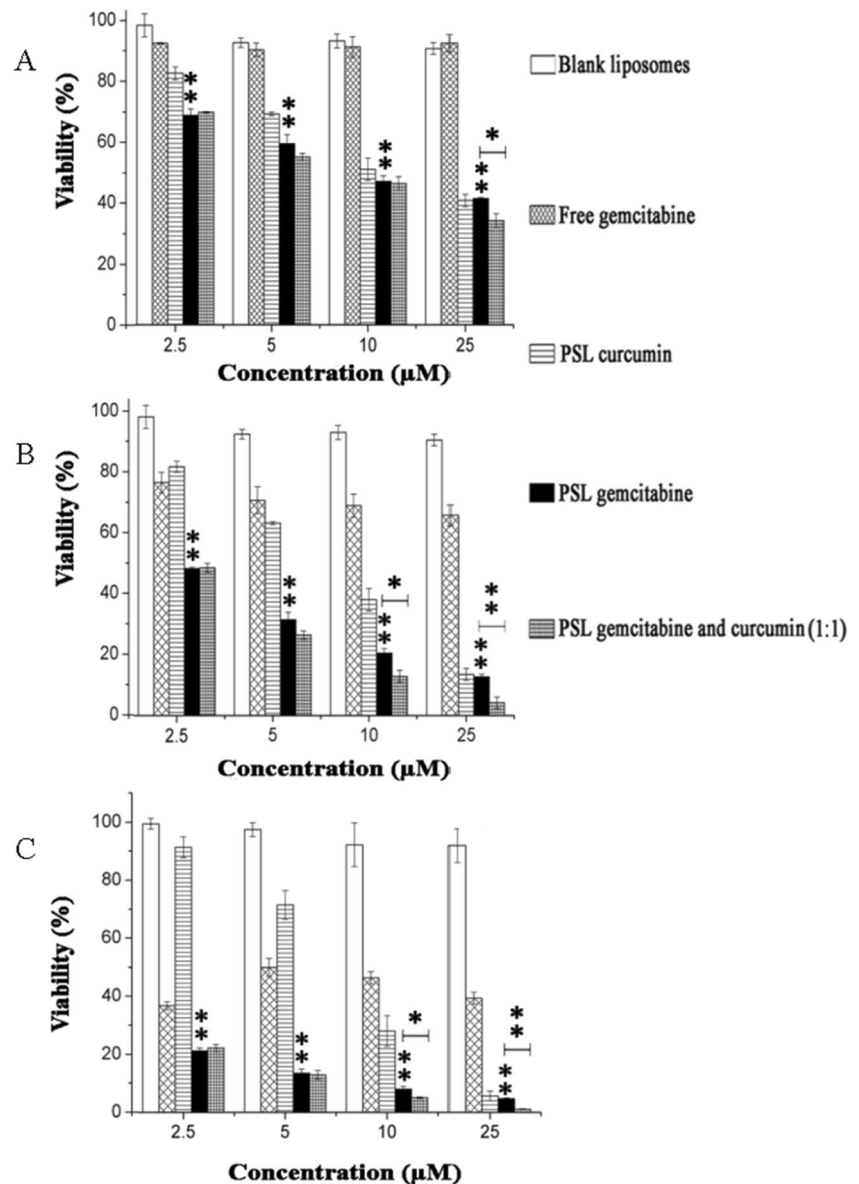 A
Viability (%)
100
80
60
40
20
0
** ** ** ** *
2.5 5 10 25
Concentration (μM)
Blank liposomes
Free gemcitabine
PSL curcumin
PSL gemcitabine
PSL gemcitabine and curcumin (1:1)
B
Viability (%)
100
80
60
40
20
0
** ** ** * ** **
2.5 5 10 25
Concentration (μM)
C
Viability (%)
100
80
60
40
20
0
** ** ** * ** **
2.5 5 10 25
Concentration (μM)